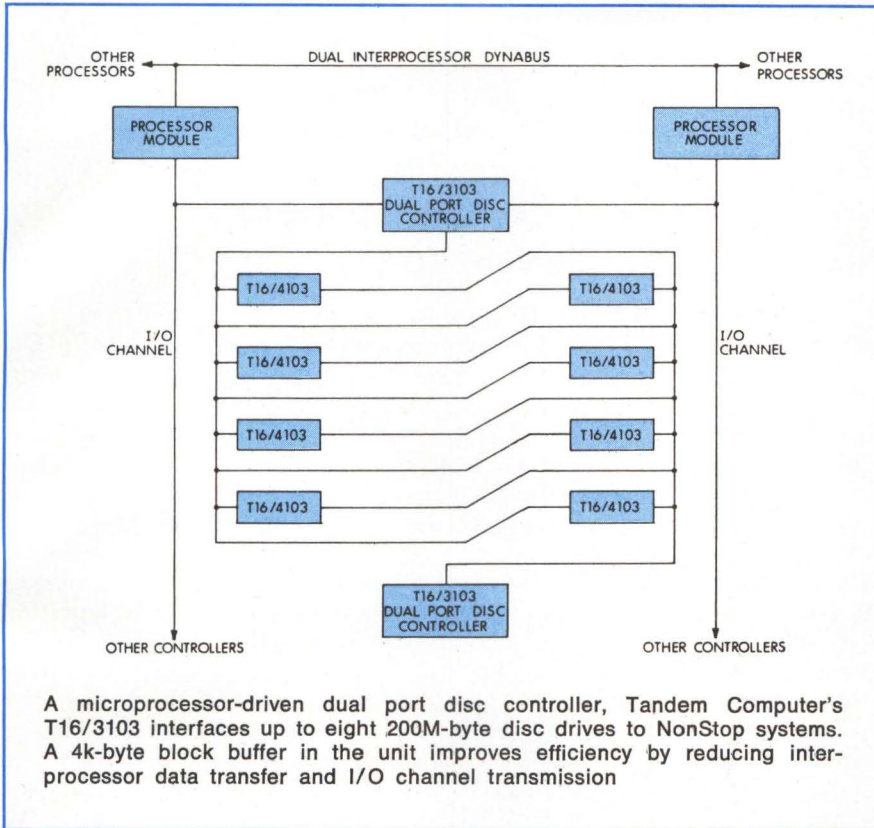 OTHER
PROCESSORS
DUAL INTERPROCESSOR DYNABUS
OTHER
PROCESSORS
PROCESSOR
MODULE
PROCESSOR
MODULE
T16/3103
DUAL PORT DISC
CONTROLLER
T16/4103
T16/4103
I/O
CHANNEL
I/O
CHANNEL
T16/4103
T16/4103
T16/4103
T16/4103
T16/4103
T16/4103
T16/3103
DUAL PORT DISC
CONTROLLER
OTHER CONTROLLERS
OTHER CONTROLLERS
A microprocessor-driven dual port disc controller, Tandem Computer's
T16/3103 interfaces up to eight 200M-byte disc drives to NonStop systems.
A 4k-byte block buffer in the unit improves efficiency by reducing inter-
processor data transfer and I/O channel transmission